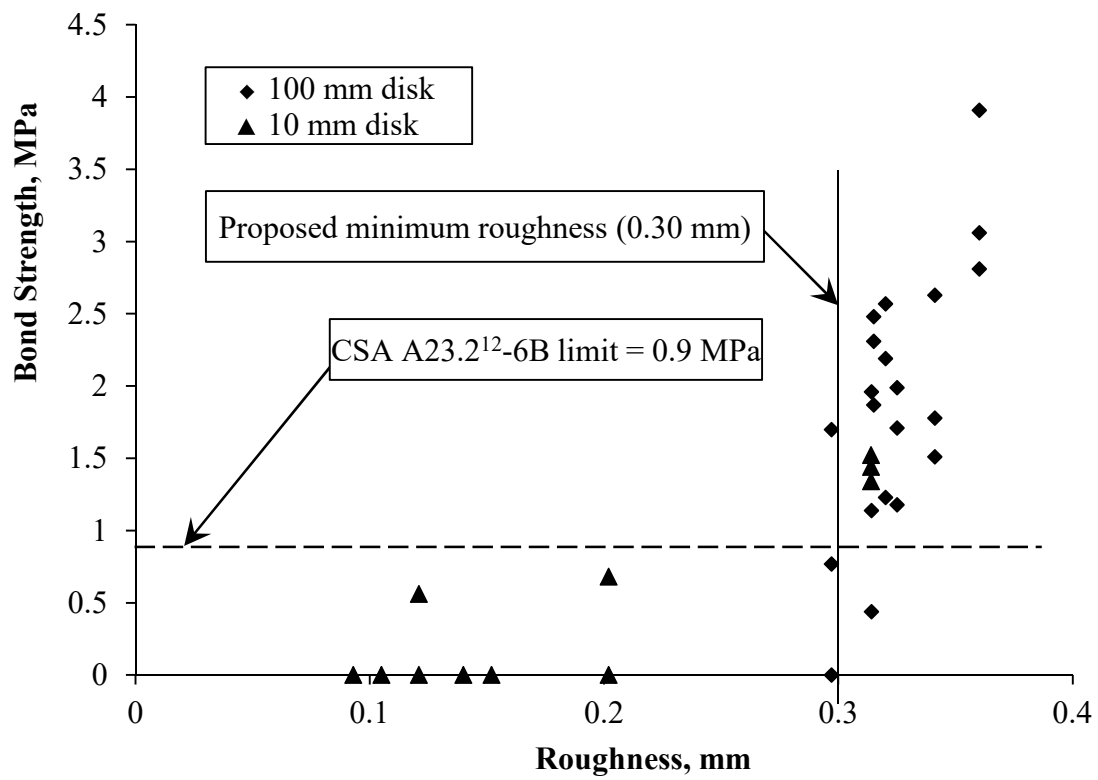 4.5
4
3.5
3
2.5
2
1.5
1
0.5
0
Bond Strength, MPa
100 mm disk
10 mm disk
Proposed minimum roughness (0.30 mm)
CSA A23.2¹²-6B limit = 0.9 MPa
0 0.1 0.2 0.3 0.4
Roughness, mm